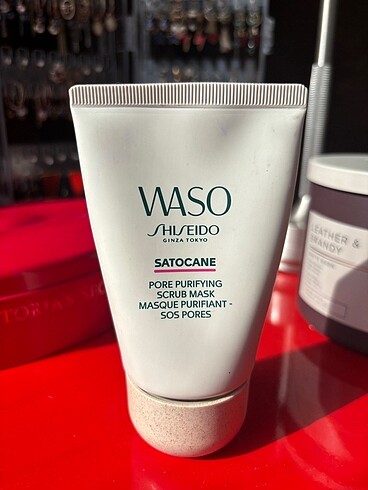 WASO
SHISEIDO
GINZA TOKYO
SATOCANE
PORE PURIFYING
SCRUB MASK
MASQUE PURIFIANT -
SOS PORES
LEATHER &
BRANDY